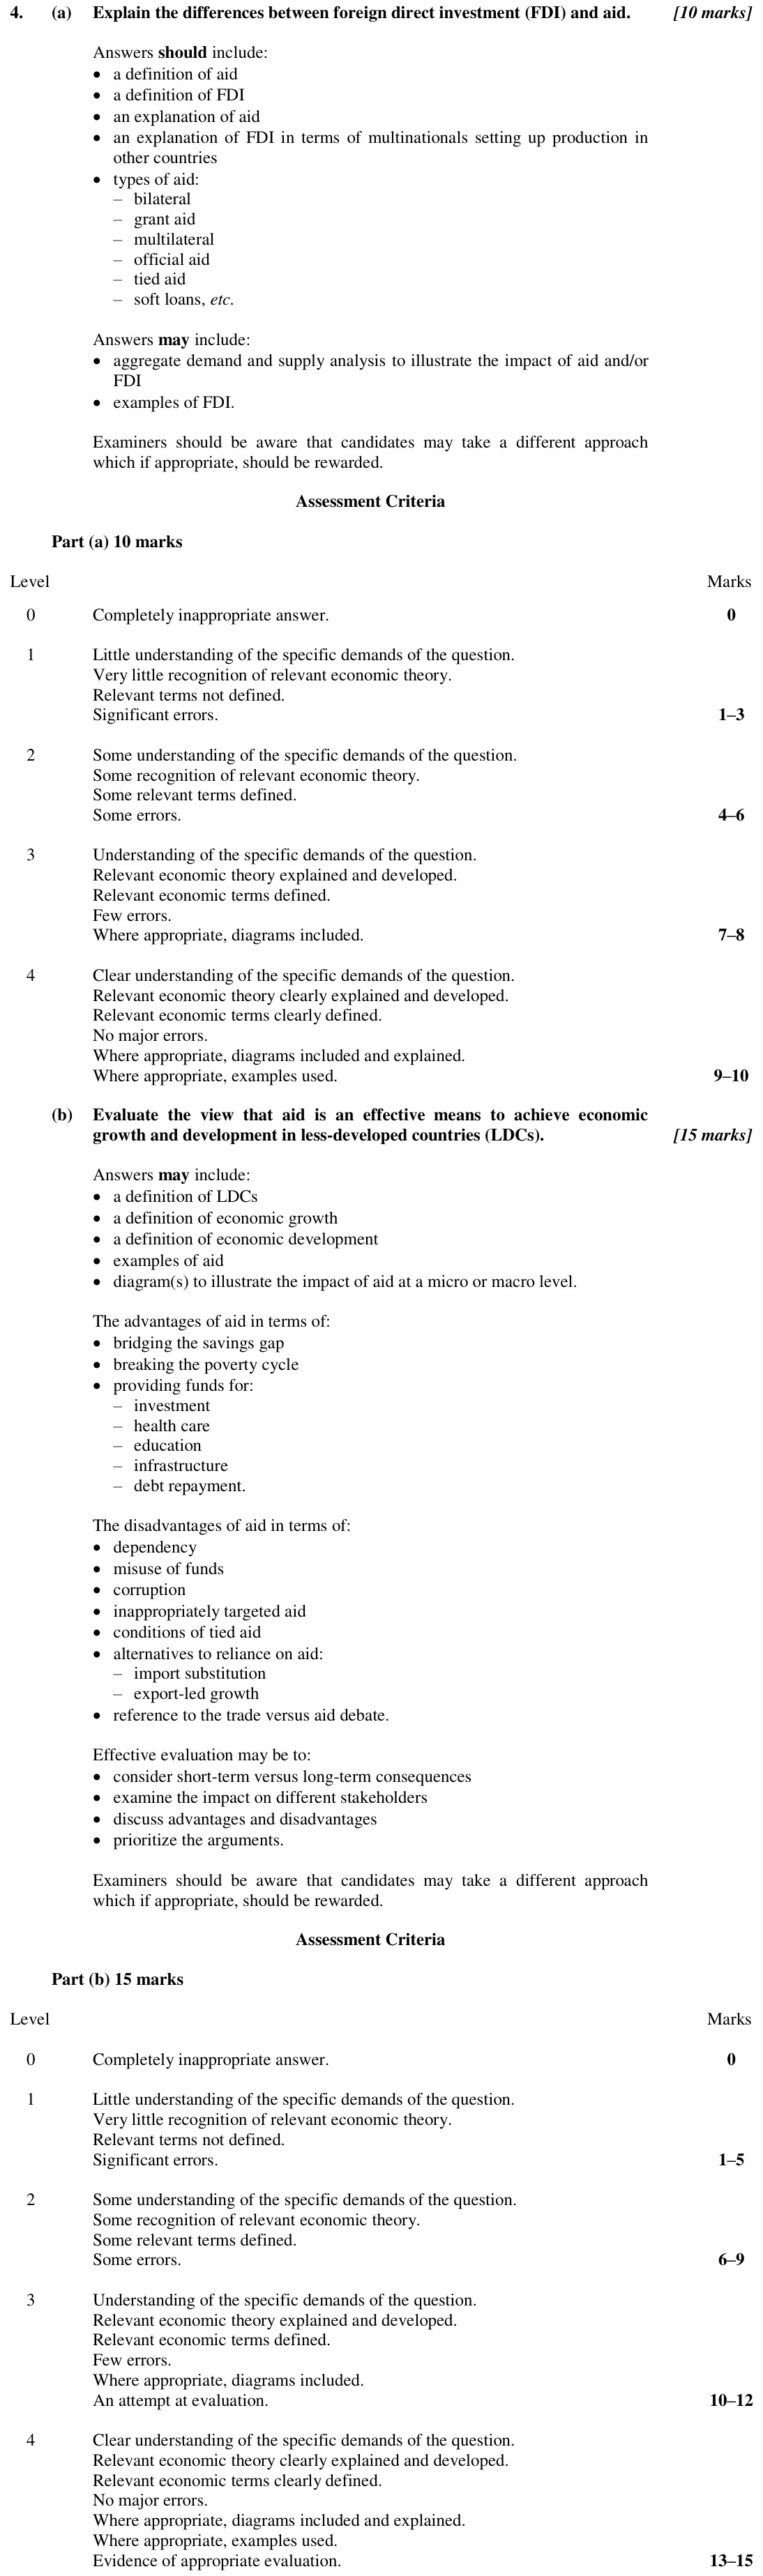 4. (a) Explain the differences between foreign direct investment (FDI) and aid. [10 marks]
Answers should include:
• a definition of aid
• a definition of FDI
• an explanation of aid
• an explanation of FDI in terms of multinationals setting up production in
other countries
• types of aid:
– bilateral
– grant aid
– multilateral
– official aid
– tied aid
– soft loans, etc.
Answers may include:
• aggregate demand and supply analysis to illustrate the impact of aid and/or
FDI
• examples of FDI.
Examiners should be aware that candidates may take a different approach
which if appropriate, should be rewarded.
Assessment Criteria
Part (a) 10 marks
Level Marks
0 Completely inappropriate answer. 0
1 Little understanding of the specific demands of the question.
Very little recognition of relevant economic theory.
Relevant terms not defined.
Significant errors. 1–3
2 Some understanding of the specific demands of the question.
Some recognition of relevant economic theory.
Some relevant terms defined.
Some errors. 4–6
3 Understanding of the specific demands of the question.
Relevant economic theory explained and developed.
Relevant economic terms defined.
Few errors.
Where appropriate, diagrams included. 7–8
4 Clear understanding of the specific demands of the question.
Relevant economic theory clearly explained and developed.
Relevant economic terms clearly defined.
No major errors.
Where appropriate, diagrams included and explained.
Where appropriate, examples used. 9–10
(b) Evaluate the view that aid is an effective means to achieve economic
growth and development in less-developed countries (LDCs). [15 marks]
Answers may include:
• a definition of LDCs
• a definition of economic growth
• a definition of economic development
• examples of aid
• diagram(s) to illustrate the impact of aid at a micro or macro level.
The advantages of aid in terms of:
• bridging the savings gap
• breaking the poverty cycle
• providing funds for:
– investment
– health care
– education
– infrastructure
– debt repayment.
The disadvantages of aid in terms of:
• dependency
• misuse of funds
• corruption
• inappropriately targeted aid
• conditions of tied aid
• alternatives to reliance on aid:
– import substitution
– export-led growth
• reference to the trade versus aid debate.
Effective evaluation may be to:
• consider short-term versus long-term consequences
• examine the impact on different stakeholders
• discuss advantages and disadvantages
• prioritize the arguments.
Examiners should be aware that candidates may take a different approach
which if appropriate, should be rewarded.
Assessment Criteria
Part (b) 15 marks
Level Marks
0 Completely inappropriate answer. 0
1 Little understanding of the specific demands of the question.
Very little recognition of relevant economic theory.
Relevant terms not defined.
Significant errors. 1–5
2 Some understanding of the specific demands of the question.
Some recognition of relevant economic theory.
Some relevant terms defined.
Some errors. 6–9
3 Understanding of the specific demands of the question.
Relevant economic theory explained and developed.
Relevant economic terms defined.
Few errors.
Where appropriate, diagrams included.
An attempt at evaluation. 10–12
4 Clear understanding of the specific demands of the question.
Relevant economic theory clearly explained and developed.
Relevant economic terms clearly defined.
No major errors.
Where appropriate, diagrams included and explained.
Where appropriate, examples used.
Evidence of appropriate evaluation. 13–15